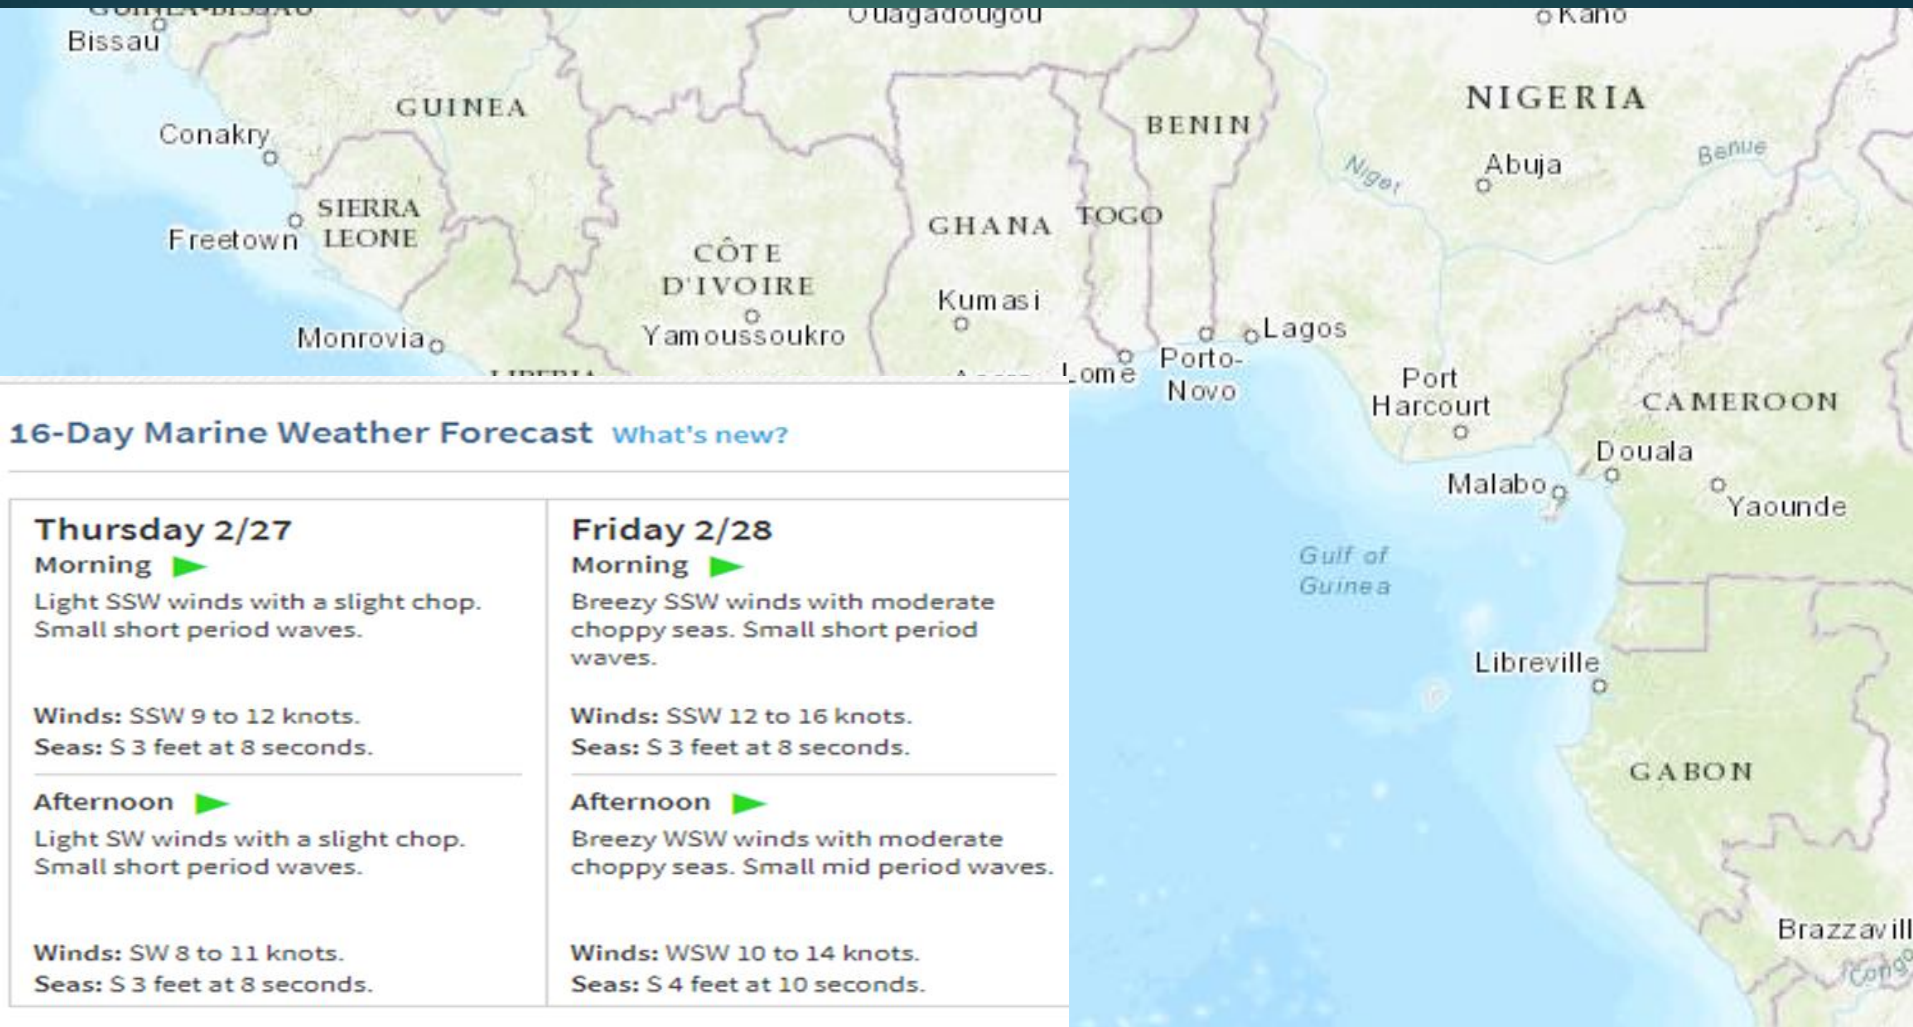 GUINEA-BISSAU
Bissau
Ouagadougou
Kano
GUINEA
NIGERIA
Conakry
BENIN
Abuja
Niger
Benue
SIERRA
LEONE
Freetown
GHANA
TOGO
CÔTE
D'IVOIRE
Yamoussoukro
Kumasi
Monrovia
LIBERIA
Lome
Porto-
Novo
Lagos
Port
Harcourt
CAMEROON
Douala
Malabo
Yaounde
Gulf of
Guinea
Libreville
GABON
Brazzavill
Congo
16-Day Marine Weather Forecast What's new?
Thursday 2/27
Morning
Light SSW winds with a slight chop.
Small short period waves.
Winds: SSW 9 to 12 knots.
Seas: S 3 feet at 8 seconds.
Afternoon
Light SW winds with a slight chop.
Small short period waves.
Winds: SW 8 to 11 knots.
Seas: S 3 feet at 8 seconds.
Friday 2/28
Morning
Breezy SSW winds with moderate
choppy seas. Small short period
waves.
Winds: SSW 12 to 16 knots.
Seas: S 3 feet at 8 seconds.
Afternoon
Breezy WSW winds with moderate
choppy seas. Small mid period waves.
Winds: WSW 10 to 14 knots.
Seas: S 4 feet at 10 seconds.